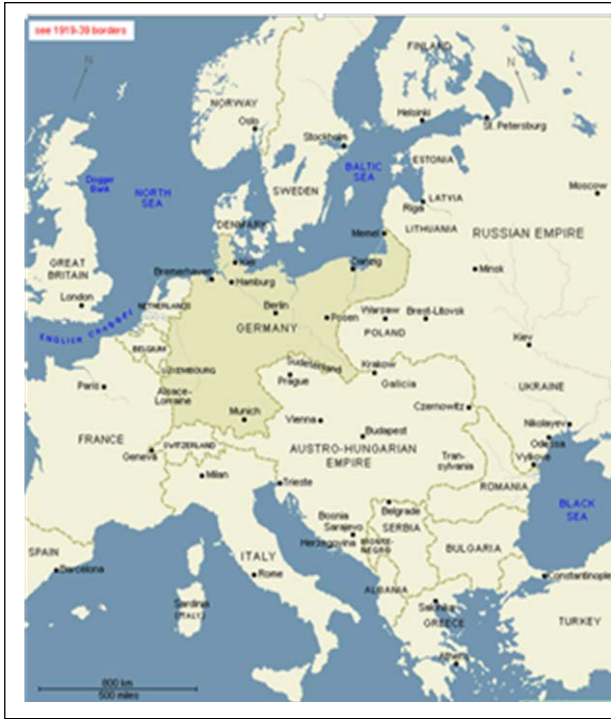 see 1919-39 borders
N
N
FINLAND
NORWAY
Oslo
Helsinki
St. Petersburg
Stockholm
BALTIC
SEA
ESTONIA
Dogger
Bank
NORTH
SEA
SWEDEN
Moscow
LATVIA
Riga
LITHUANIA
DENMARK
RUSSIAN EMPIRE
Memel
GREAT
BRITAIN
Kiel
Danzig
Minsk
Bremerhaven
Hamburg
London
NETHERLANDS
Berlin
Posen
Warsaw
Brest-Litovsk
ENGLISH CHANNEL
GERMANY
POLAND
BELGIUM
Kiev
LUXEMBOURG
Sudetenland
Krakow
Prague
Galicia
Paris
Alsace-
Lorraine
UKRAINE
Munich
Czernowitz
Vienna
Nikolayev
FRANCE
SWITZERLAND
Budapest
Odessa
Geneva
AUSTRO-HUNGARIAN
EMPIRE
Tran-
sylvania
Vylkove
Milan
Trieste
ROMANIA
Belgrade
BLACK
SEA
Bosnia
Sarajevo
SERBIA
Herzegovina
MONTE-
NEGRO
BULGARIA
SPAIN
ITALY
Barcelona
Rome
Constantinople
ALBANIA
Sardinia
(ITALY)
Salonika
GREECE
TURKEY
Athens
800 km
500 miles